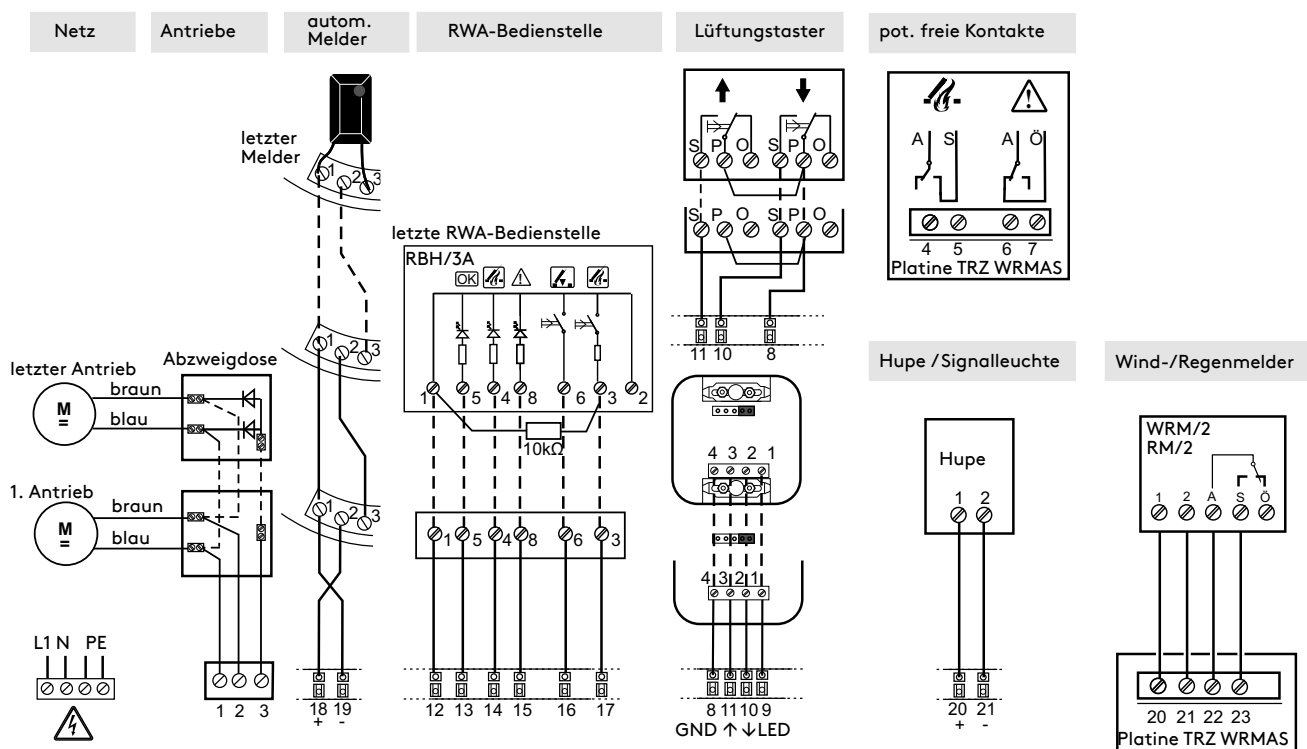 Netz
Antriebe
autom.
Melder
RWA-Bedienstelle
Lüftungstaster
pot. freie Kontakte
letzter
Melder
1 2 3
1 2 3
1 2 3
18 19
+ -
letzter Antrieb
braun
blau
M
=
Abzweigdose
1. Antrieb
braun
blau
M
=
L1 N PE
1 2 3
letzte RWA-Bedienstelle
RBH/3A
OK
1 5 4 8 6 3 2
10kΩ
1 5 4 8 6 3
12 13 14 15 16 17
S P O S P O
S P O S P O
11 10 8
4 3 2 1
4 3 2 1
8 11 10 9
GND ↑ ↓ LED
A S A Ö
4 5 6 7
Platine TRZ WRMAS
Hupe /Signalleuchte
Hupe
1 2
20 21
+ -
Wind-/Regenmelder
WRM/2
RM/2
1 2 A S Ö
20 21 22 23
Platine TRZ WRMAS